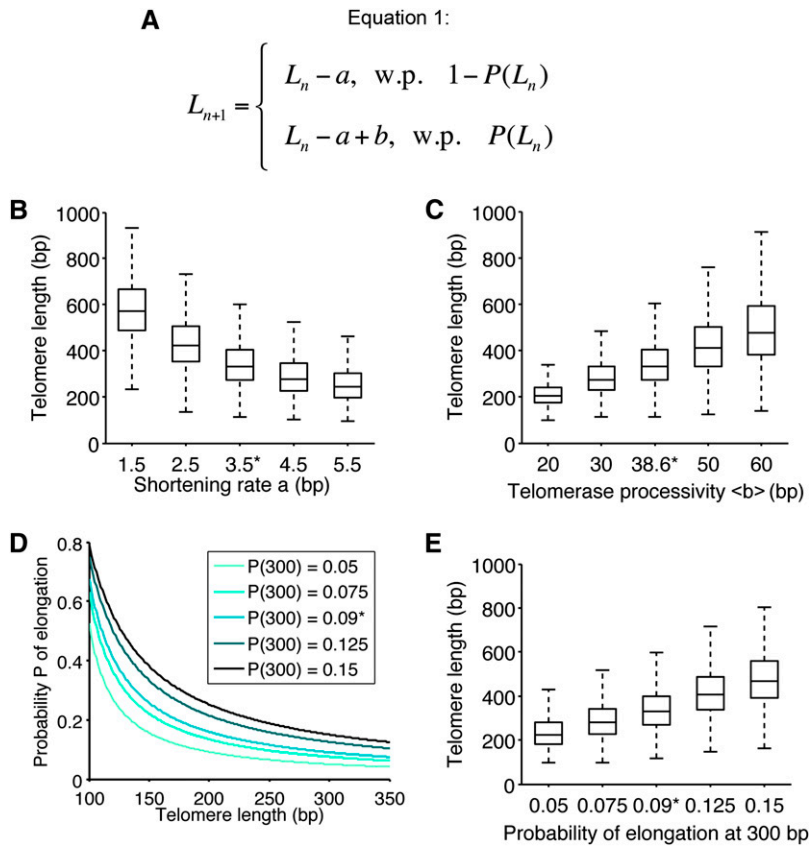 A
Equation 1:
Lₙ₊₁ = { Lₙ − a, w.p. 1 − P(Lₙ)
Lₙ − a + b, w.p. P(Lₙ)
B
Telomere length (bp)
1000
800
600
400
200
0
1.5 2.5 3.5* 4.5 5.5
Shortening rate a (bp)
C
Telomere length (bp)
1000
800
600
400
200
0
20 30 38.6* 50 60
Telomerase processivity <b> (bp)
D
Probability P of elongation
0.8
0.6
0.4
0.2
0
P(300) = 0.05
P(300) = 0.075
P(300) = 0.09*
P(300) = 0.125
P(300) = 0.15
100 150 200 250 300 350
Telomere length (bp)
E
Telomere length (bp)
1000
800
600
400
200
0
0.05 0.075 0.09* 0.125 0.15
Probability of elongation at 300 bp